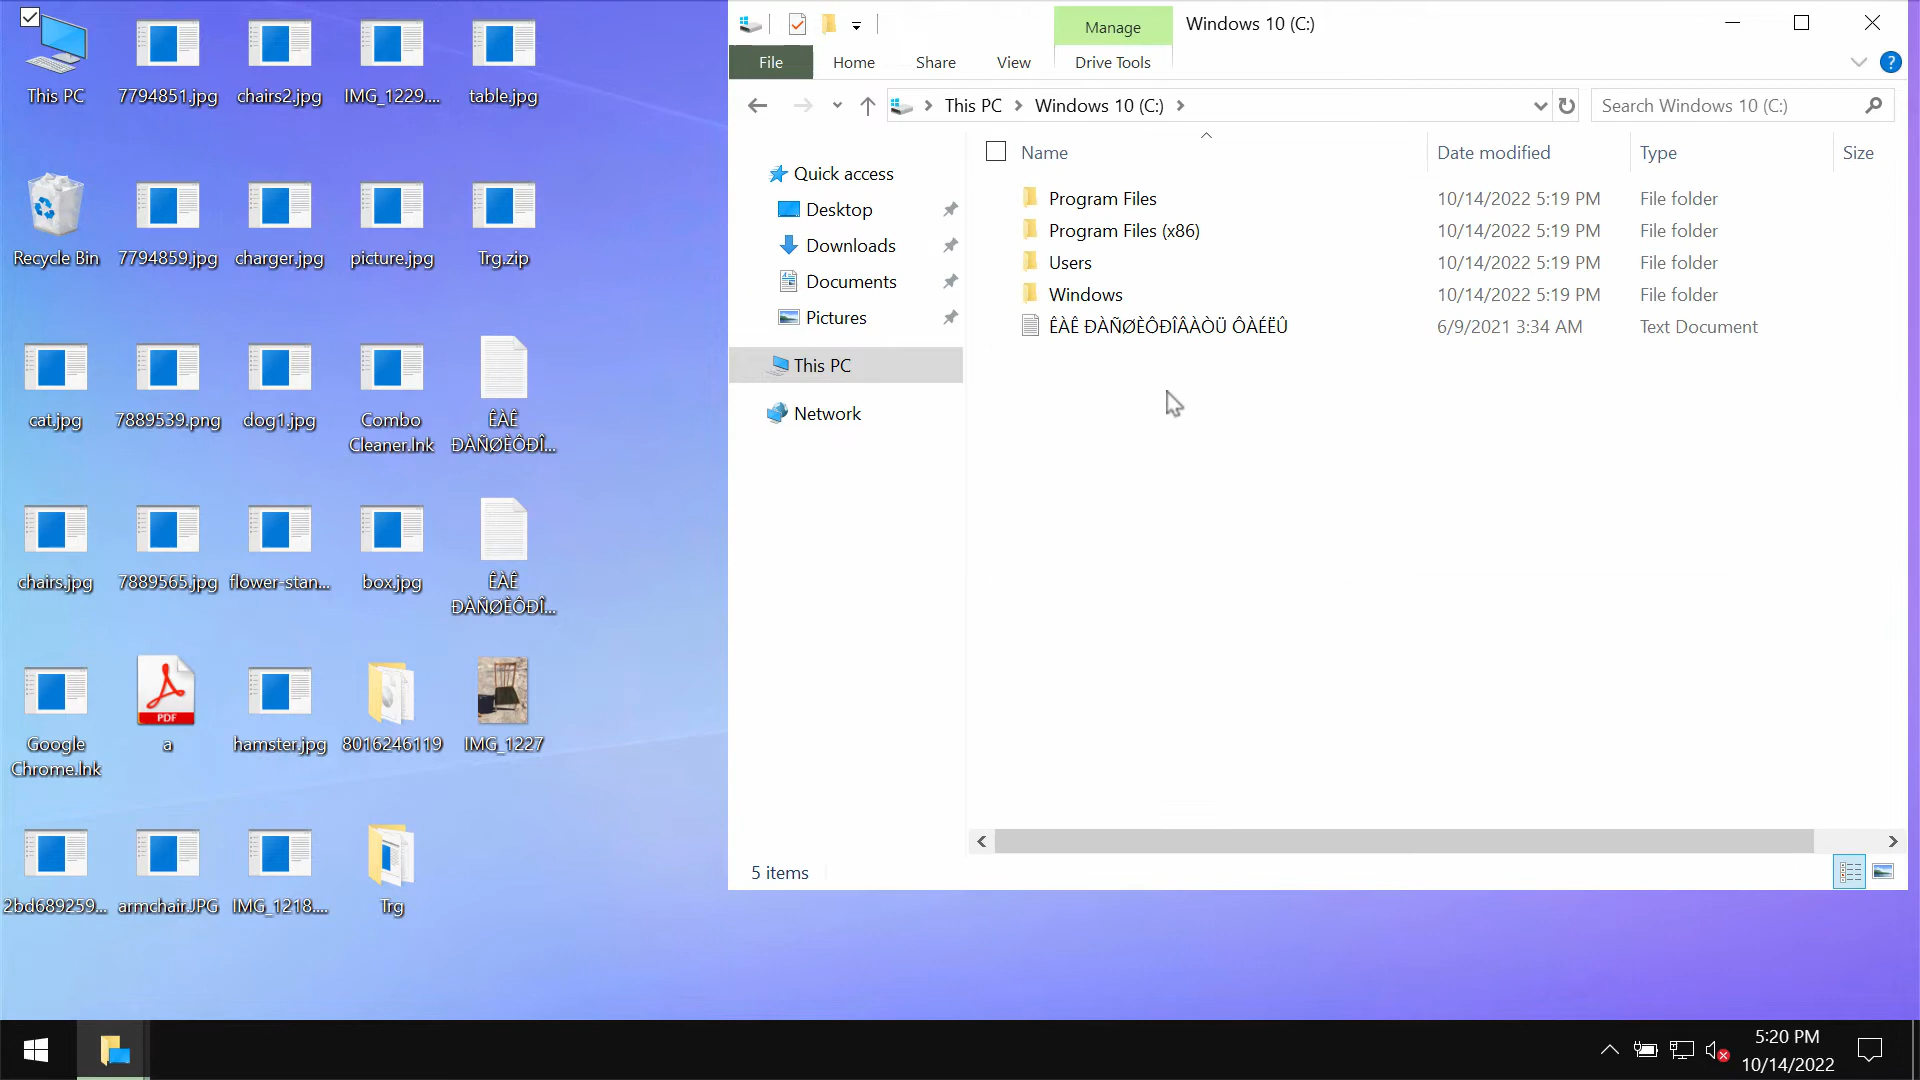 This PC
7794851.jpg
chairs2.jpg
IMG_1229....
table.jpg
Recycle Bin
7794859.jpg
charger.jpg
picture.jpg
Trg.zip
cat.jpg
7889539.png
dog1.jpg
Combo
Cleaner.lnk
ÊÀÊ
ÐÀÑØÈÔÐÎ...
chairs.jpg
7889565.jpg
flower-stan...
box.jpg
ÊÀÊ
ÐÀÑØÈÔÐÎ...
Google
Chrome.lnk
PDF
a
hamster.jpg
8016246119
IMG_1227
2bd689259...
armchair.JPG
IMG_1218....
Trg
Manage
Windows 10 (C:)
File
Home
Share
View
Drive Tools
?
This PC
Windows 10 (C:)
Search Windows 10 (C:)
Quick access
Desktop
Downloads
Documents
Pictures
This PC
Network
Name
Date modified
Type
Size
Program Files
10/14/2022 5:19 PM
File folder
Program Files (x86)
10/14/2022 5:19 PM
File folder
Users
10/14/2022 5:19 PM
File folder
Windows
10/14/2022 5:19 PM
File folder
ÊÀÊ ÐÀÑØÈÔÐÎÂÀÒÜ ÔÀÉËÛ
6/9/2021 3:34 AM
Text Document
5 items
5:20 PM
10/14/2022